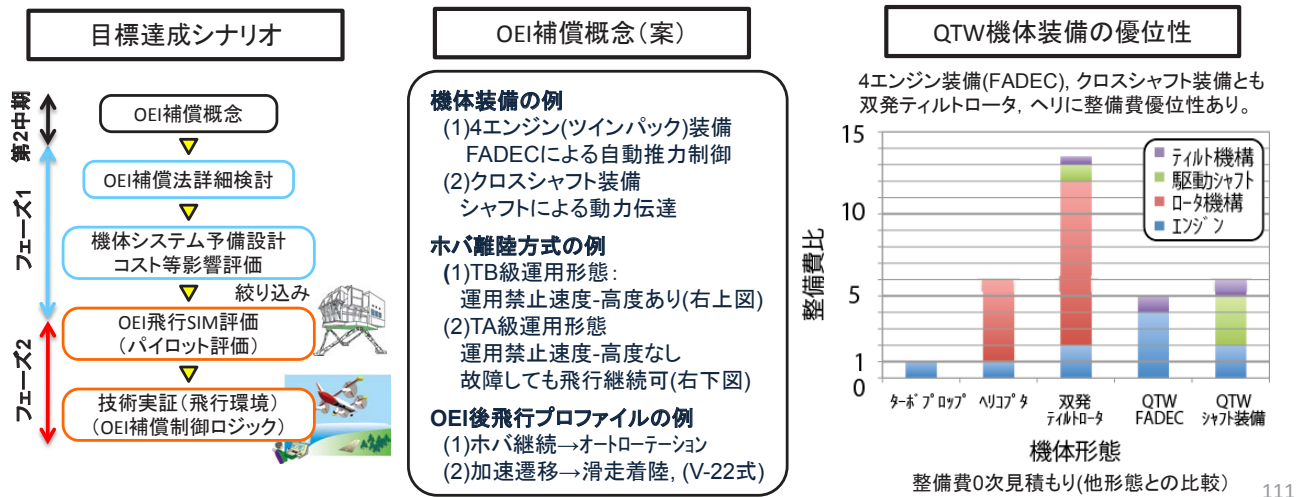 目標達成シナリオ
第2中期
フェーズ1
フェーズ2
OEI補償概念
OEI補償法詳細検討
機体システム予備設計
コスト等影響評価
絞り込み
OEI飛行SIM評価
(パイロット評価)
技術実証(飛行環境)
(OEI補償制御ロジック)
OEI補償概念(案)
機体装備の例
(1)4エンジン(ツインパック)装備
FADECによる自動推力制御
(2)クロスシャフト装備
シャフトによる動力伝達
ホバ離陸方式の例
(1)TB級運用形態:
運用禁止速度-高度あり(右上図)
(2)TA級運用形態
運用禁止速度-高度なし
故障しても飛行継続可(右下図)
OEI後飛行プロファイルの例
(1)ホバ継続→オートローテーション
(2)加速遷移→滑走着陸, (V-22式)
QTW機体装備の優位性
4エンジン装備(FADEC), クロスシャフト装備とも
双発ティルトロータ, ヘリに整備費優位性あり。
整備費比
15
10
5
1
0
ティルト機構
駆動シャフト
ロータ機構
エンジン
ターボプロップ
ヘリコプタ
双発
ティルトロータ
QTW
FADEC
QTW
シャフト装備
機体形態
整備費0次見積もり(他形態との比較)
111